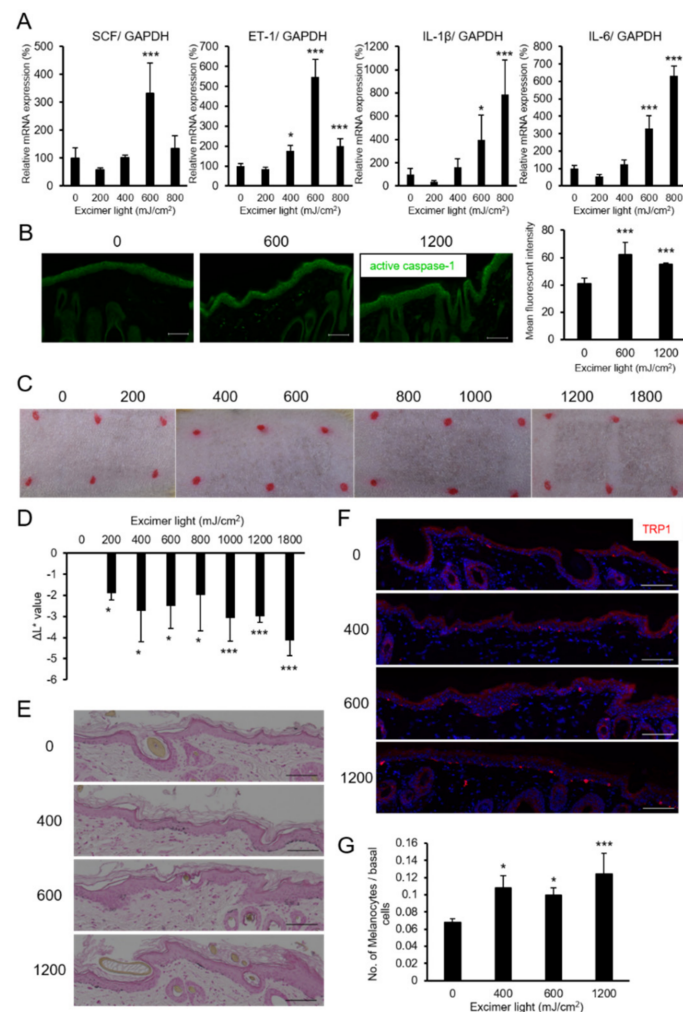 A
SCF/ GAPDH
Relative mRNA expression (%)
500
400
300
200
100
0
***
0 200 400 600 800
Excimer light (mJ/cm²)
ET-1/ GAPDH
Relative mRNA expression (%)
700
600
500
400
300
200
100
0
*
***
***
0 200 400 600 800
Excimer light (mJ/cm²)
IL-1β/ GAPDH
Relative mRNA expression (%)
1200
1000
800
600
400
200
0
*
***
0 200 400 600 800
Excimer light (mJ/cm²)
IL-6/ GAPDH
Relative mRNA expression (%)
800
700
600
500
400
300
200
100
0
***
***
0 200 400 600 800
Excimer light (mJ/cm²)
B
0 600 1200
active caspase-1
Mean fluorescent intensity
80
60
40
20
0
***
***
0 600 1200
Excimer light (mJ/cm²)
C
0 200 400 600 800 1000 1200 1800
D
Excimer light (mJ/cm²)
0 200 400 600 800 1000 1200 1800
ΔL* value
0
-1
-2
-3
-4
-5
-6
* * * * *** *** ***
E
0
400
600
1200
F
TRP1
0
400
600
1200
G
No. of Melanocytes / basal
cells
0.16
0.14
0.12
0.1
0.08
0.06
0.04
0.02
0
* * ***
0 400 600 1200
Excimer light (mJ/cm²)